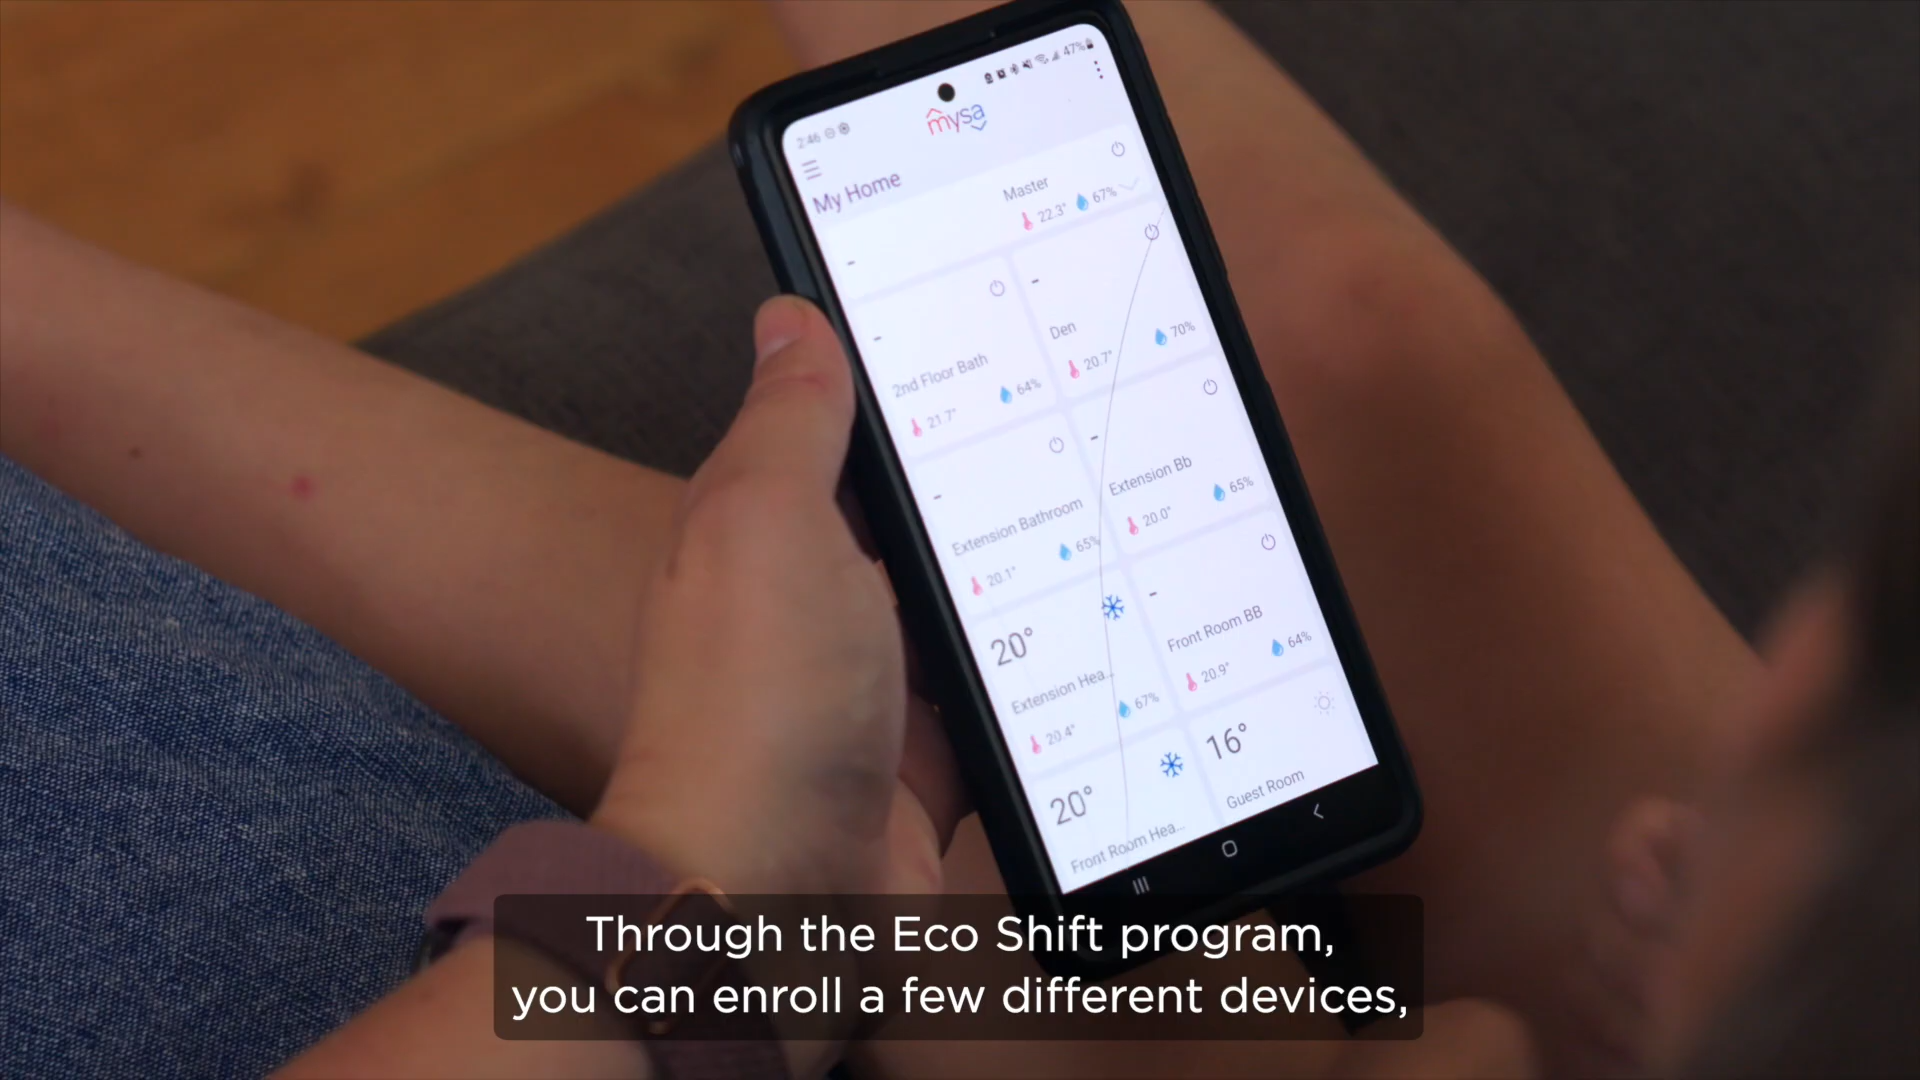 2:46
47%
mysa
My Home
Master
22.3° 67%
-
-
2nd Floor Bath
21.7° 64%
-
Den
20.7° 70%
-
Extension Bathroom
20.1° 65%
-
Extension Bb
20.0° 65%
20°
Extension Hea...
20.4° 67%
-
Front Room BB
20.9° 64%
20°
Front Room Hea...
16°
Guest Room
Through the Eco Shift program,
you can enroll a few different devices,